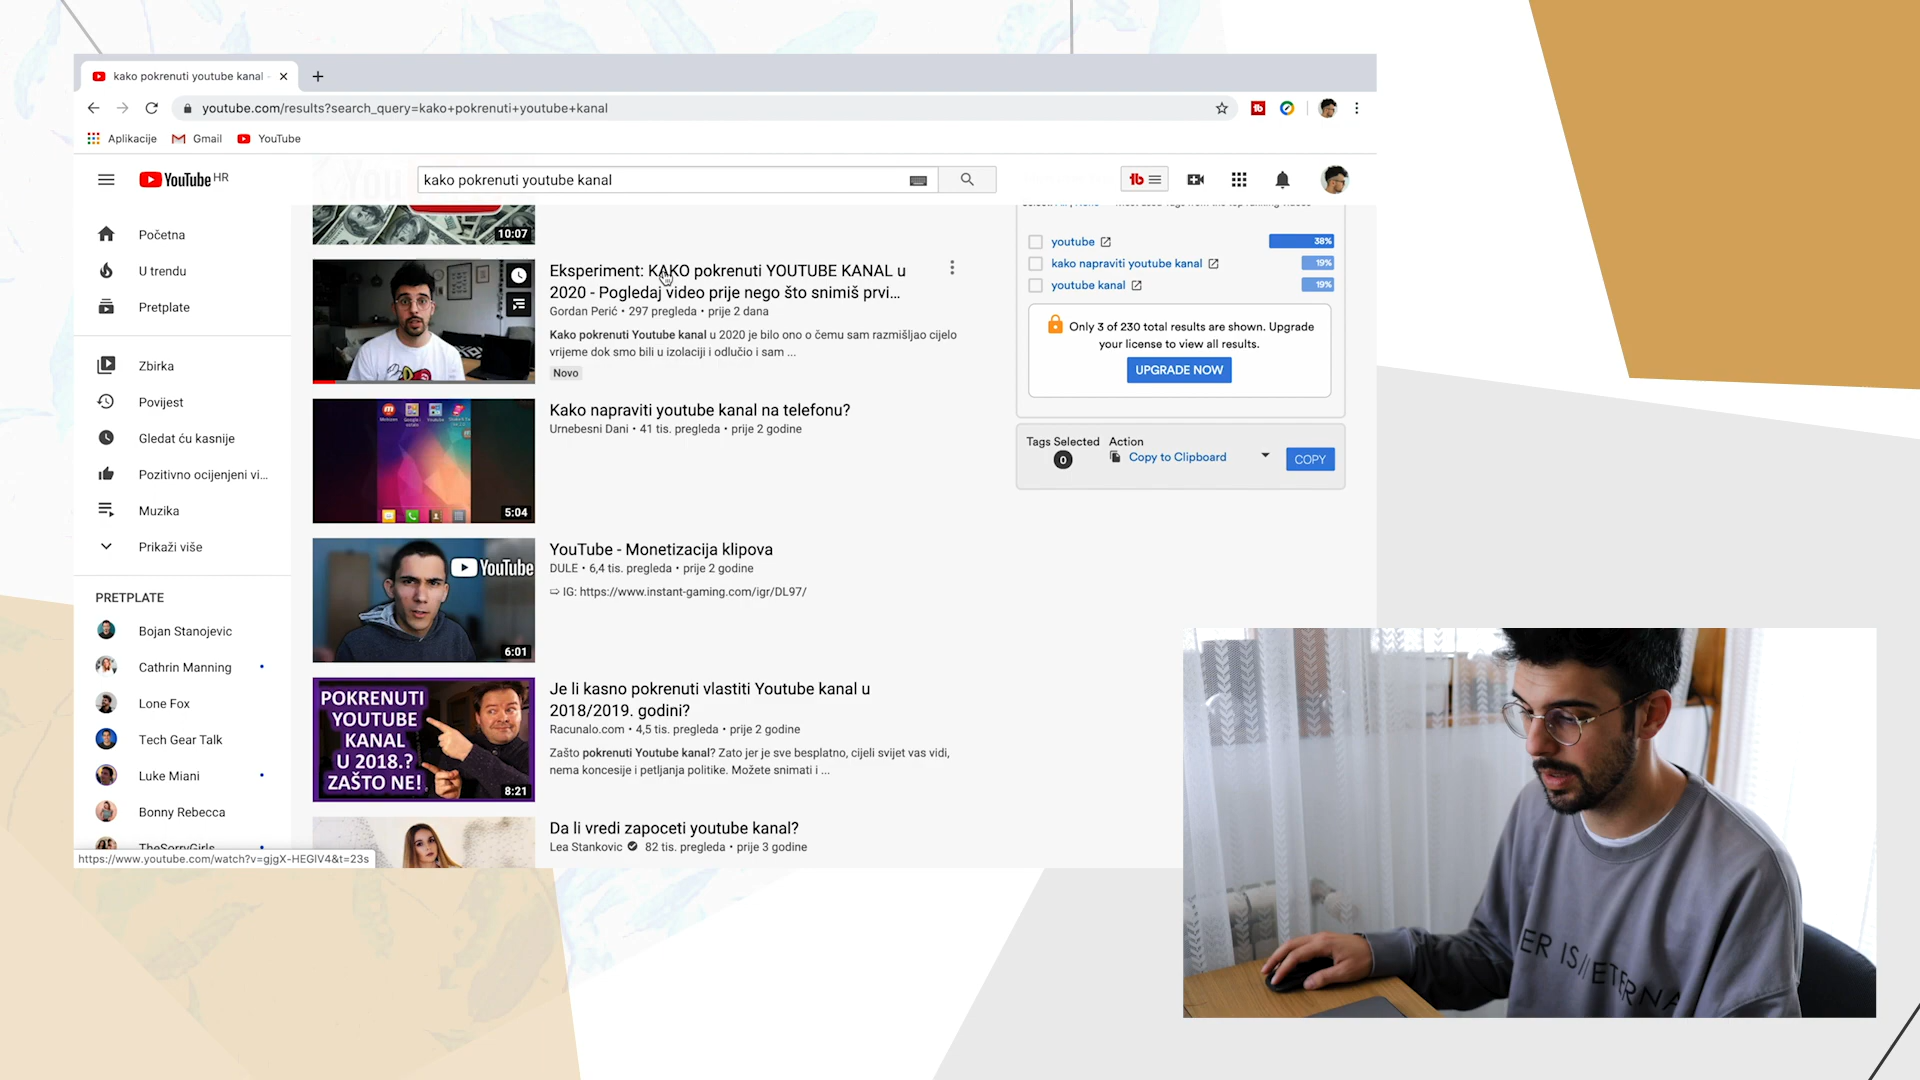 kako pokrenuti youtube kanal -
youtube.com/results?search_query=kako+pokrenuti+youtube+kanal
Aplikacije
Gmail
YouTube
YouTube HR
kako pokrenuti youtube kanal
tb
Početna
U trendu
Pretplate
Zbirka
Povijest
Gledat ću kasnije
Pozitivno ocijenjeni vi...
Muzika
Prikaži više
PRETPLATE
Bojan Stanojevic
Cathrin Manning
Lone Fox
Tech Gear Talk
Luke Miani
Bonny Rebecca
TheSorryGirls
https://www.youtube.com/watch?v=gjgX-HEGlV4&t=23s
10:07
Eksperiment: KAKO pokrenuti YOUTUBE KANAL u
2020 - Pogledaj video prije nego što snimiš prvi...
Gordan Perić • 297 pregleda • prije 2 dana
Kako pokrenuti Youtube kanal u 2020 je bilo ono o čemu sam razmišljao cijelo
vrijeme dok smo bili u izolaciji i odlučio i sam ...
Novo
5:04
Kako napraviti youtube kanal na telefonu?
Urnebesni Dani • 41 tis. pregleda • prije 2 godine
YouTube
6:01
YouTube - Monetizacija klipova
DULE • 6,4 tis. pregleda • prije 2 godine
⇨ IG: https://www.instant-gaming.com/igr/DL97/
POKRENUTI
YOUTUBE
KANAL
U 2018.?
ZAŠTO NE!
8:21
Je li kasno pokrenuti vlastiti Youtube kanal u
2018/2019. godini?
Racunalo.com • 4,5 tis. pregleda • prije 2 godine
Zašto pokrenuti Youtube kanal? Zato jer je sve besplatno, cijeli svijet vas vidi,
nema koncesije i petljanja politike. Možete snimati i ...
Da li vredi zapoceti youtube kanal?
Lea Stankovic 82 tis. pregleda • prije 3 godine
youtube 38%
kako napraviti youtube kanal 19%
youtube kanal 19%
Only 3 of 230 total results are shown. Upgrade
your license to view all results.
UPGRADE NOW
Tags Selected
0
Action
Copy to Clipboard
COPY
ER IS // ETERNA